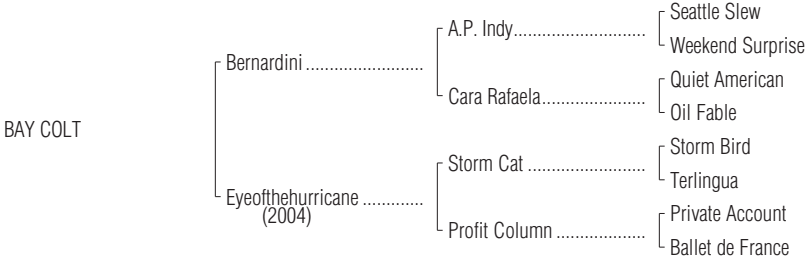 Seattle Slew
A.P. Indy..............................
Weekend Surprise
Bernardini ...........................
Quiet American
Cara Rafaela........................
Oil Fable
BAY COLT
Storm Bird
Storm Cat ...........................
Terlingua
Eyeofthehurricane ..............
(2004)
Private Account
Profit Column ....................
Ballet de France